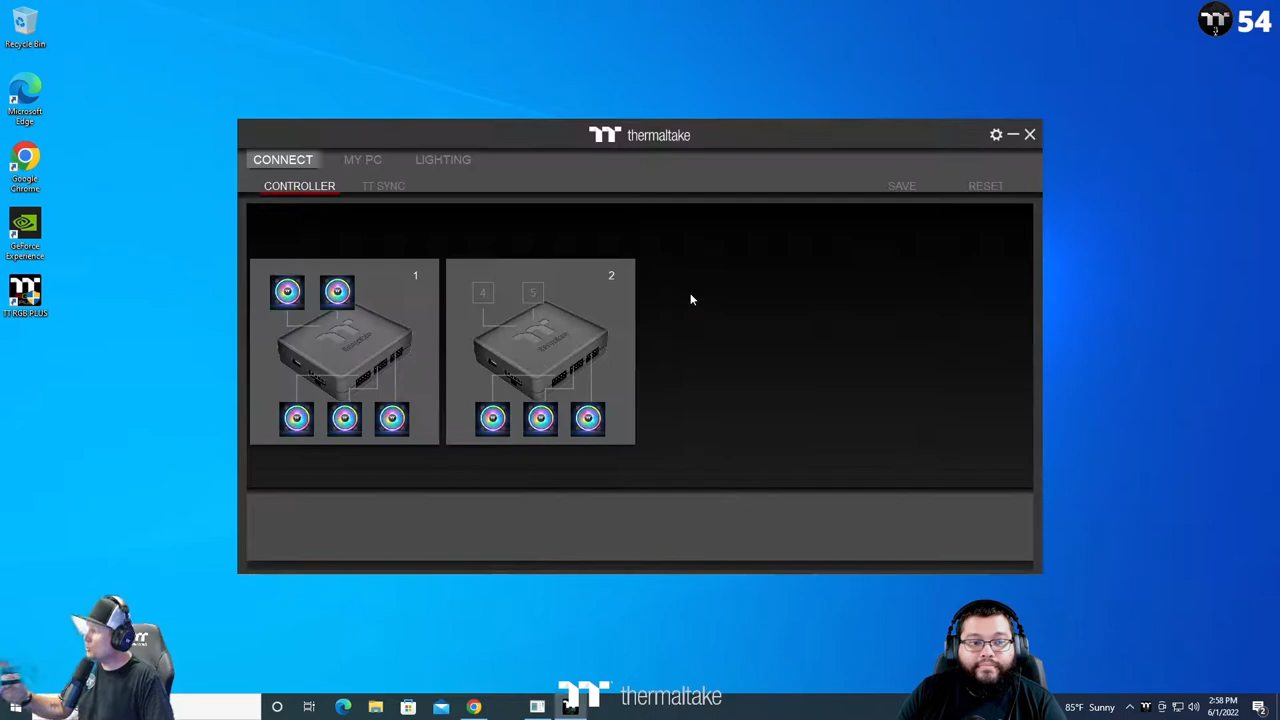 54
Recycle Bin
Microsoft
Edge
Google
Chrome
GeForce
Experience
TT RGB PLUS
thermaltake
CONNECT
MY PC
LIGHTING
CONTROLLER
TT SYNC
SAVE
RESET
1
2
4
5
thermaltake
85°F Sunny
2:58 PM
6/1/2022
2